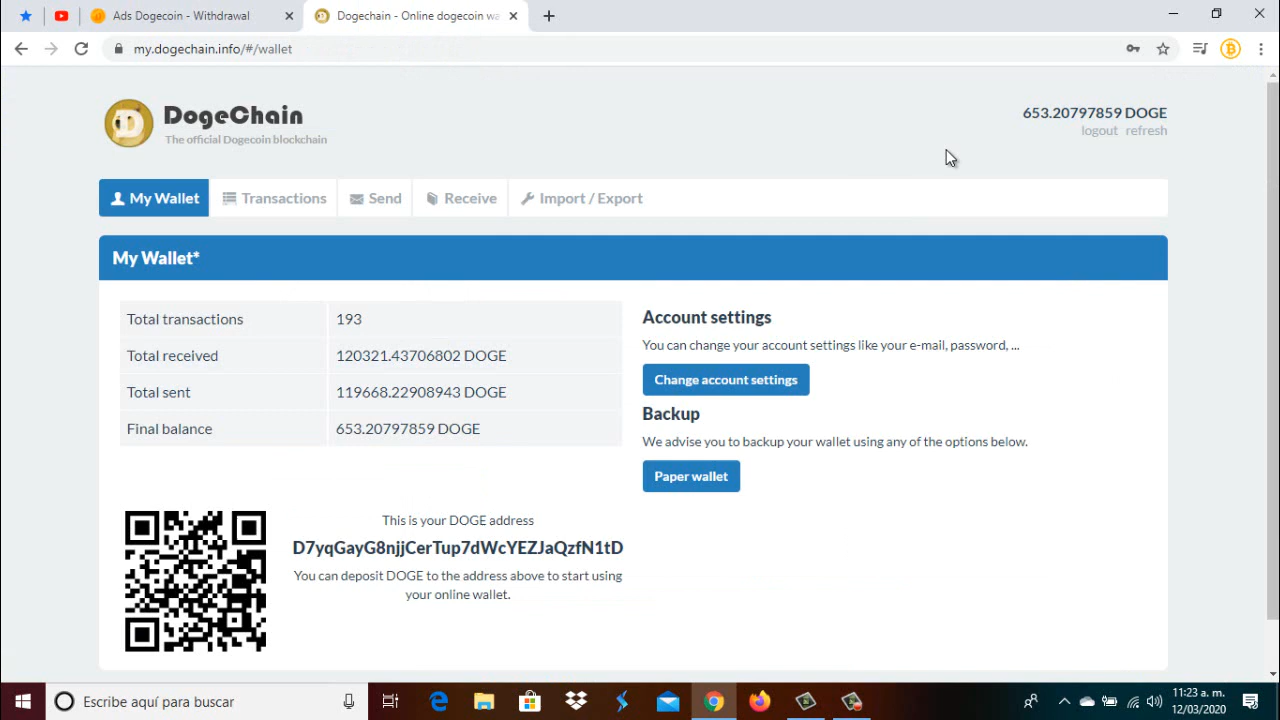 Ads Dogecoin - Withdrawal
Dogechain - Online dogecoin wa
my.dogechain.info/#/wallet
DogeChain
The official Dogecoin blockchain
653.20797859 DOGE
logout refresh
My Wallet Transactions Send Receive Import / Export
My Wallet*
Total transactions 193
Total received 120321.43706802 DOGE
Total sent 119668.22908943 DOGE
Final balance 653.20797859 DOGE
Account settings
You can change your account settings like your e-mail, password, ...
Change account settings
Backup
We advise you to backup your wallet using any of the options below.
Paper wallet
This is your DOGE address
D7yqGayG8njjCerTup7dWcYEZJaQzfN1tD
You can deposit DOGE to the address above to start using
your online wallet.
Escribe aquí para buscar
11:23 a. m.
12/03/2020